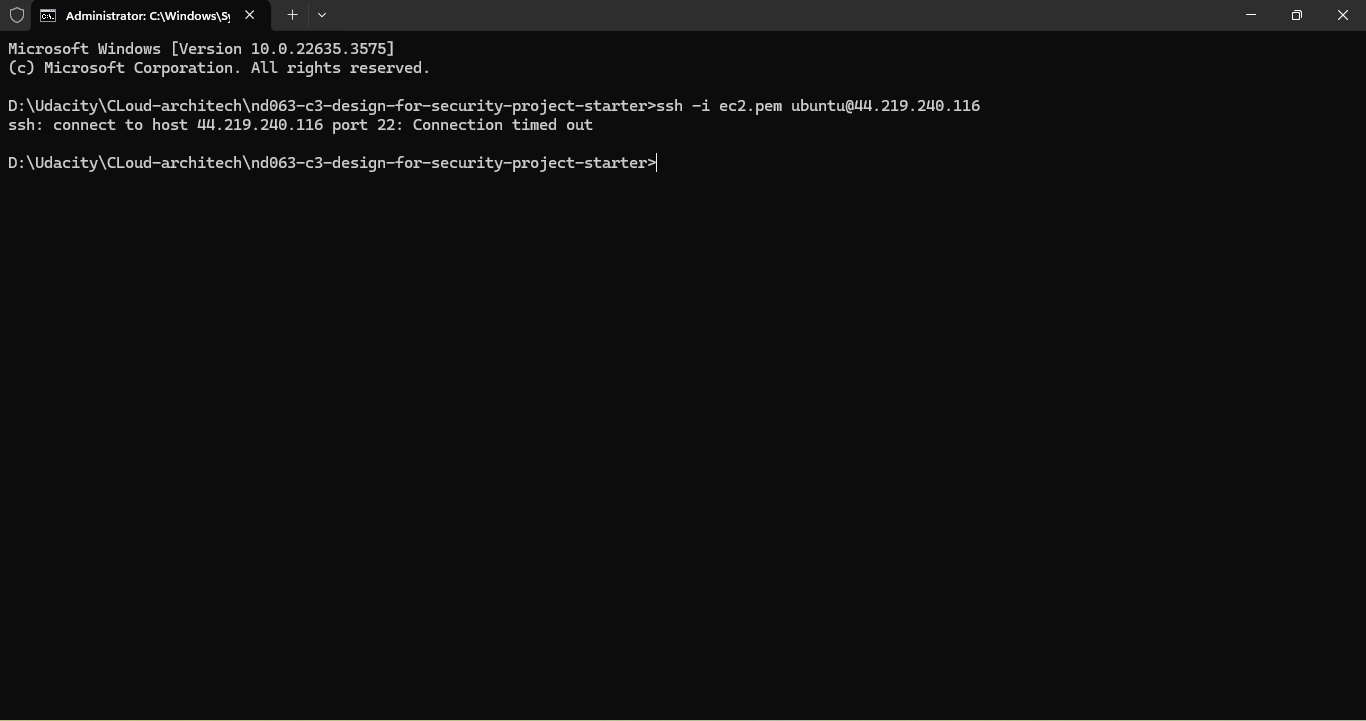 Administrator: C:\Windows\Sy
Microsoft Windows [Version 10.0.22635.3575]
(c) Microsoft Corporation. All rights reserved.
D:\Udacity\CLoud-architech\nd063-c3-design-for-security-project-starter>ssh -i ec2.pem ubuntu@44.219.240.116
ssh: connect to host 44.219.240.116 port 22: Connection timed out
D:\Udacity\CLoud-architech\nd063-c3-design-for-security-project-starter>